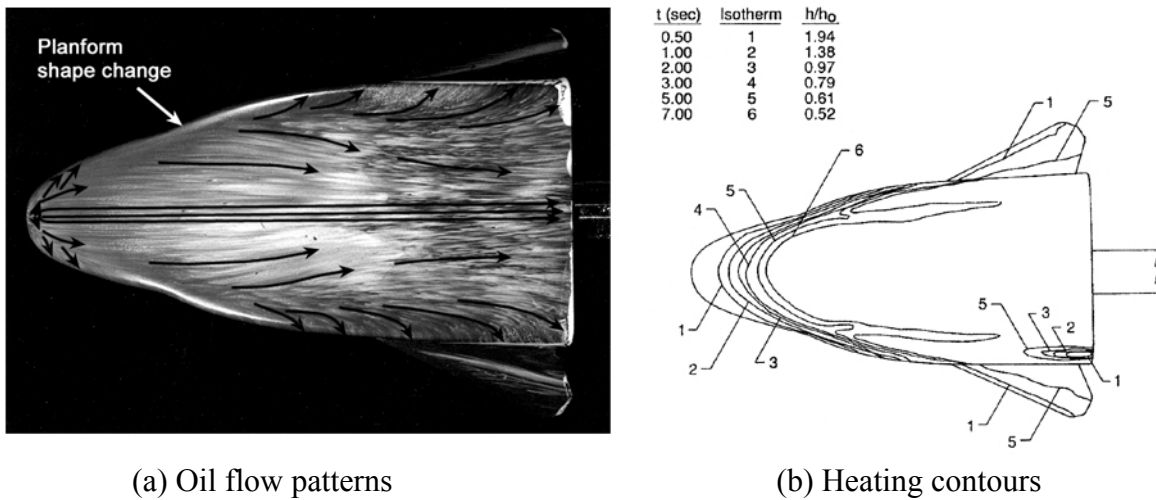 Planform
shape change
t (sec) Isotherm h/ho
0.50 1 1.94
1.00 2 1.38
2.00 3 0.97
3.00 4 0.79
5.00 5 0.61
7.00 6 0.52
1 5
6
5
4
5 3 2
1
2 3
1
1
5
(a) Oil flow patterns
(b) Heating contours